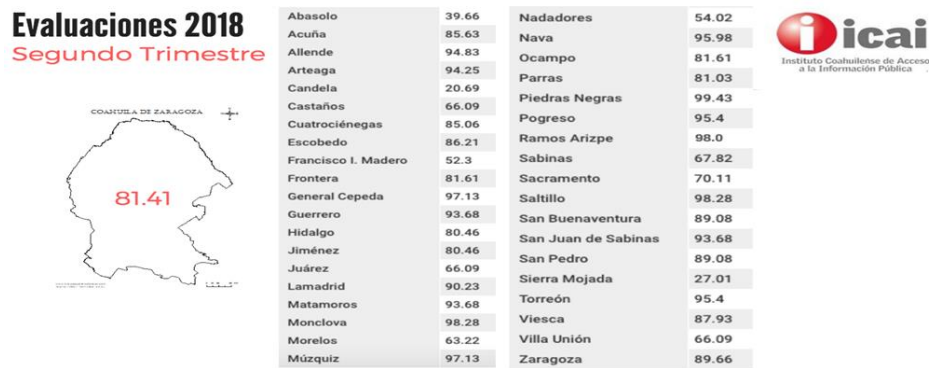 Evaluaciones 2018
Segundo Trimestre
COAHUILA DE ZARAGOZA
81.41
Abasolo 39.66
Acuña 85.63
Allende 94.83
Arteaga 94.25
Candela 20.69
Castaños 66.09
Cuatrociénegas 85.06
Escobedo 86.21
Francisco I. Madero 52.3
Frontera 81.61
General Cepeda 97.13
Guerrero 93.68
Hidalgo 80.46
Jiménez 80.46
Juárez 66.09
Lamadrid 90.23
Matamoros 93.68
Monclova 98.28
Morelos 63.22
Múzquiz 97.13
Nadadores 54.02
Nava 95.98
Ocampo 81.61
Parras 81.03
Piedras Negras 99.43
Pogreso 95.4
Ramos Arizpe 98.0
Sabinas 67.82
Sacramento 70.11
Saltillo 98.28
San Buenaventura 89.08
San Juan de Sabinas 93.68
San Pedro 89.08
Sierra Mojada 27.01
Torreón 95.4
Viesca 87.93
Villa Unión 66.09
Zaragoza 89.66
icai
Instituto Coahuilense de Acceso
a la Información Pública